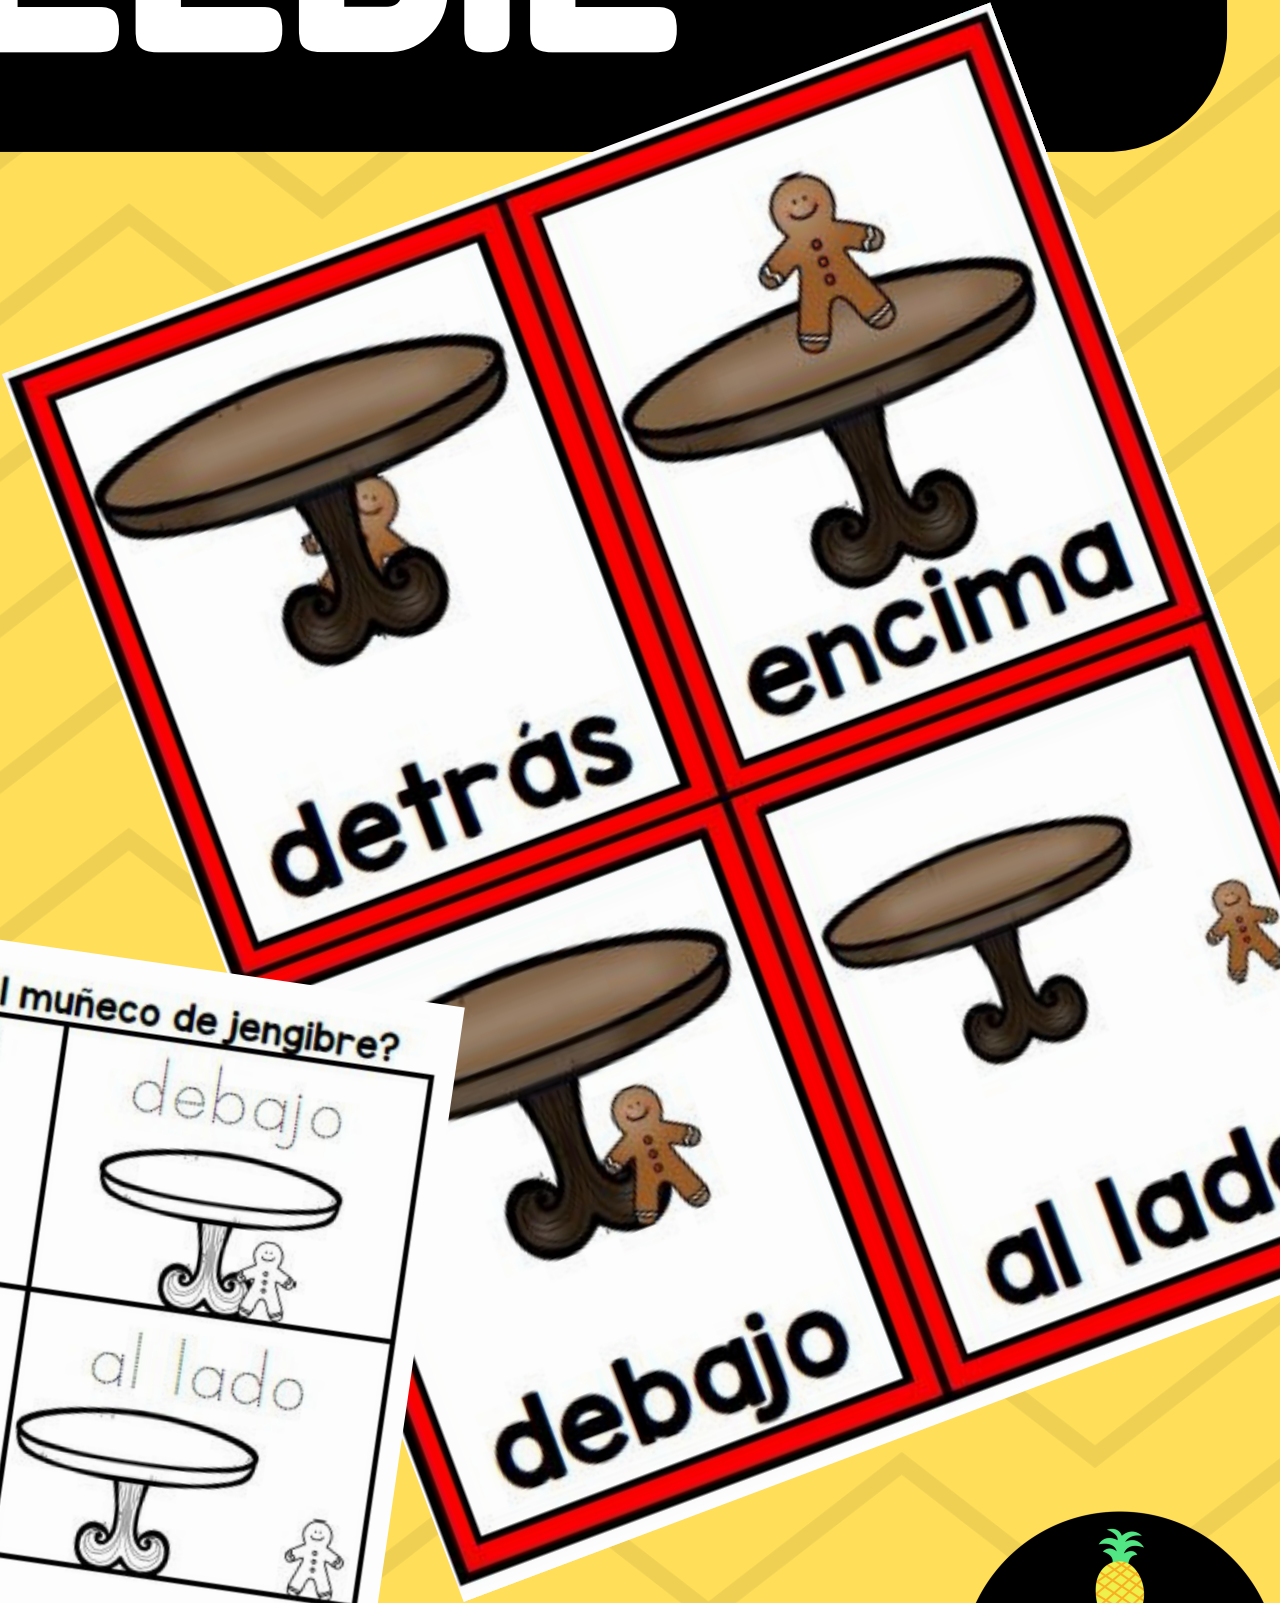 detrás
encima
debajo
al lado
muñeco de jengibre?
debajo
al lado